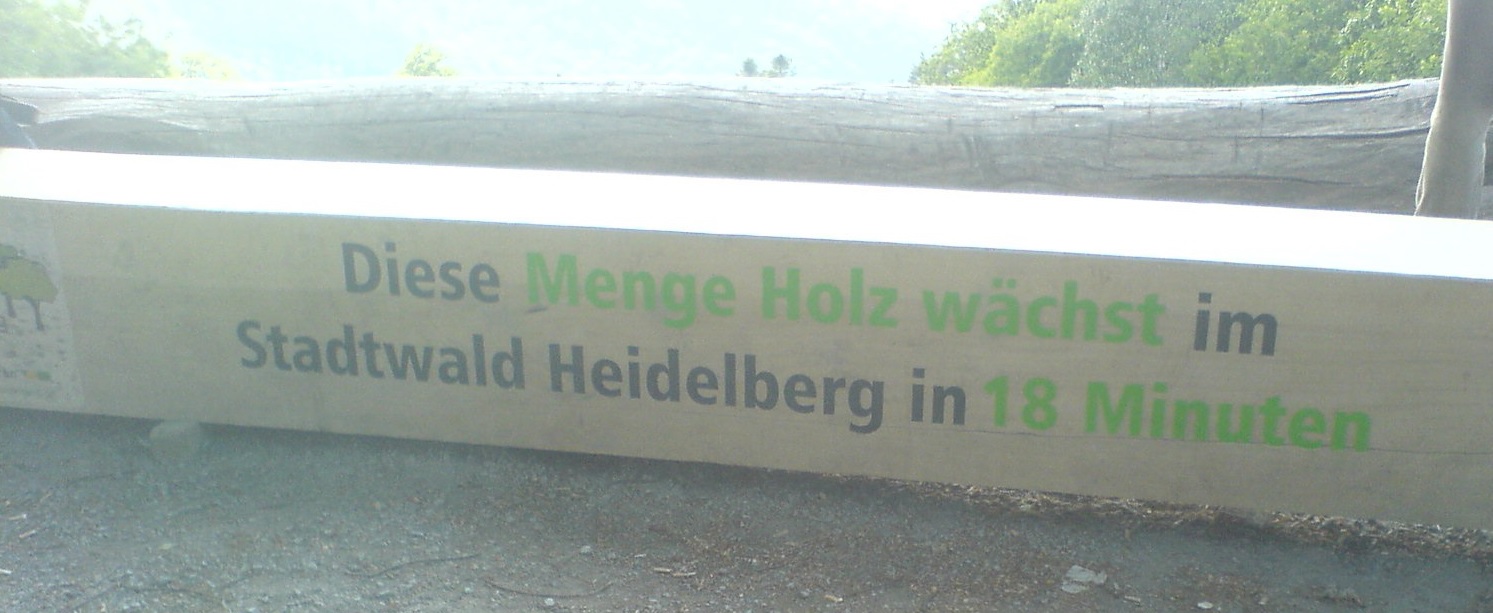 Diese Menge Holz wächst im
Stadtwald Heidelberg in 18 Minuten